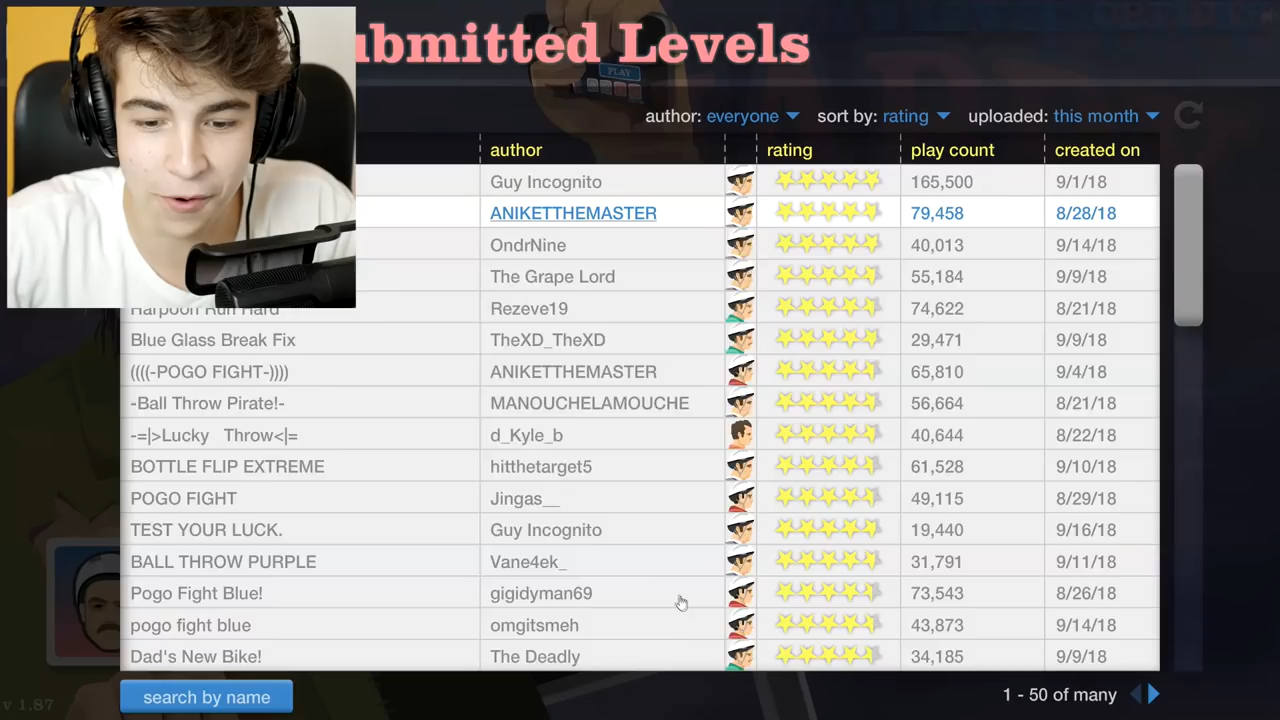 ubmitted Levels
PLAY
author: everyone sort by: rating uploaded: this month
author rating play count created on
Guy Incognito 165,500 9/1/18
ANIKETTHEMASTER 79,458 8/28/18
OndrNine 40,013 9/14/18
The Grape Lord 55,184 9/9/18
Harpoon Run Hard Rezeve19 74,622 8/21/18
Blue Glass Break Fix TheXD_TheXD 29,471 9/9/18
((((-POGO FIGHT-)))) ANIKETTHEMASTER 65,810 9/4/18
-Ball Throw Pirate!- MANOUCHELAMOUCHE 56,664 8/21/18
-=|>Lucky Throw<|= d_Kyle_b 40,644 8/22/18
BOTTLE FLIP EXTREME hitthetarget5 61,528 9/10/18
POGO FIGHT Jingas__ 49,115 8/29/18
TEST YOUR LUCK. Guy Incognito 19,440 9/16/18
BALL THROW PURPLE Vane4ek_ 31,791 9/11/18
Pogo Fight Blue! gigidyman69 73,543 8/26/18
pogo fight blue omgitsmeh 43,873 9/14/18
Dad's New Bike! The Deadly 34,185 9/9/18
search by name 1 - 50 of many
v 1.87